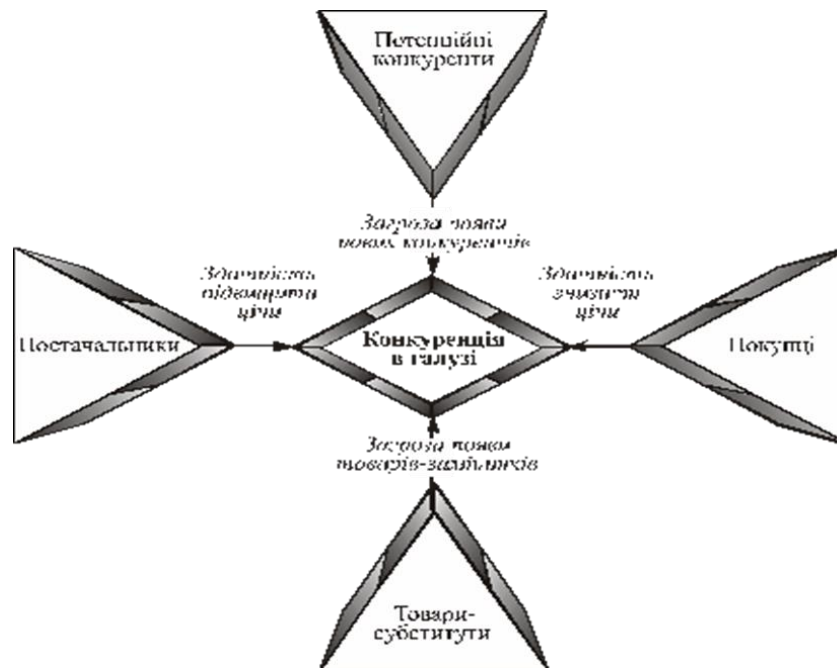 Потенційні
конкуренти
Загроза появи
нових конкурентів
Здатність
підвищити
ціни
Здатність
знизити
ціни
Постачальники
Конкуренція
в галузі
Покупці
Загроза появи
товарів-замінників
Товари-
субститути